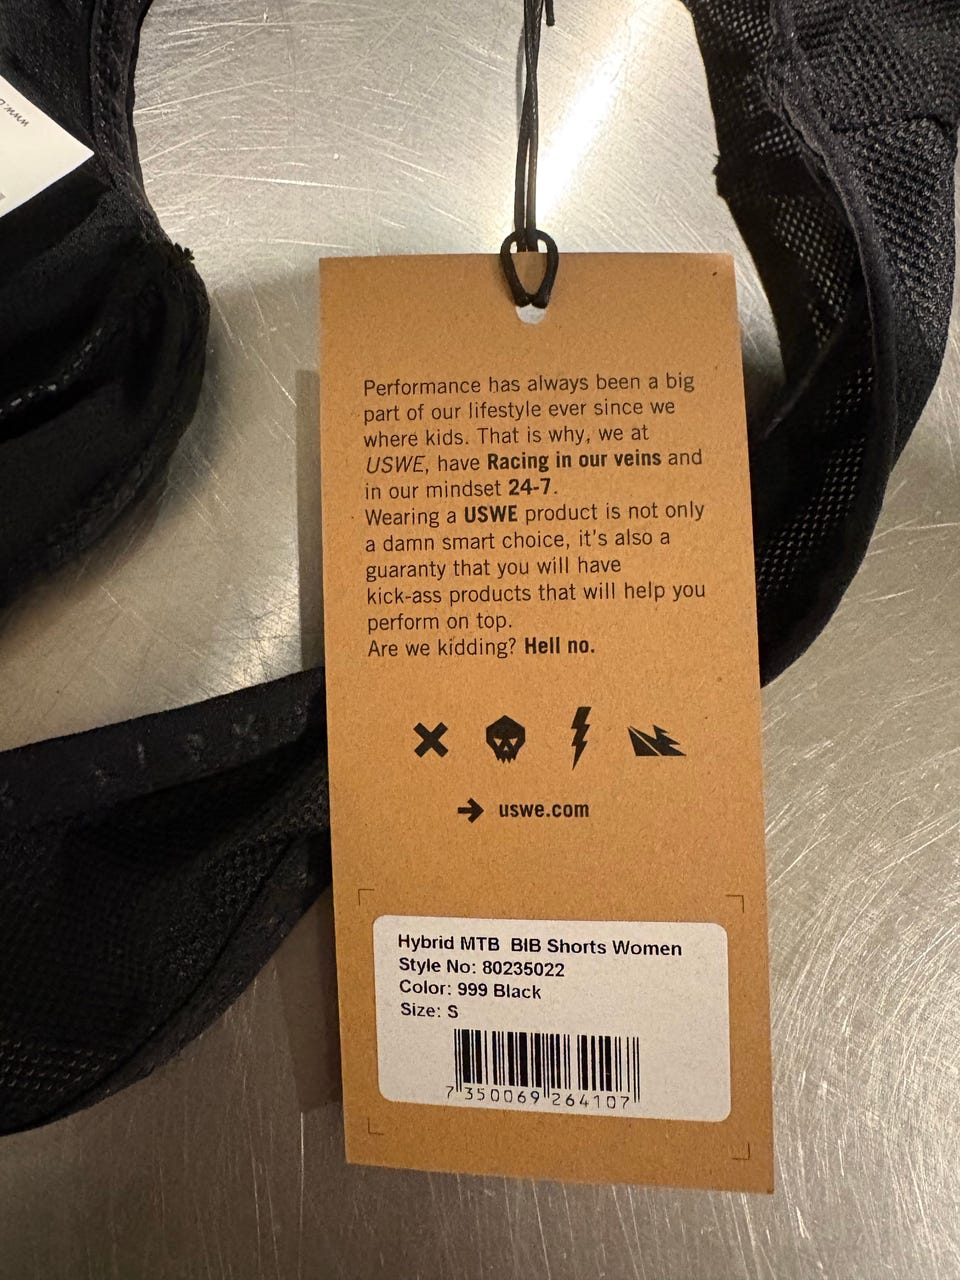 www.
Performance has always been a big
part of our lifestyle ever since we
where kids. That is why, we at
USWE, have Racing in our veins and
in our mindset 24-7.
Wearing a USWE product is not only
a damn smart choice, it's also a
guaranty that you will have
kick-ass products that will help you
perform on top.
Are we kidding? Hell no.
uswe.com
Hybrid MTB BIB Shorts Women
Style No: 80235022
Color: 999 Black
Size: S
7 350069 264107